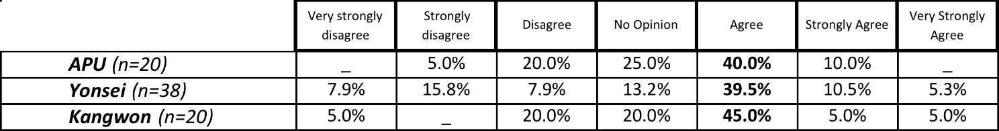 Very strongly disagree Strongly disagree Disagree No Opinion Agree Strongly Agree Very Strongly Agree
APU (n=20) _ 5.0% 20.0% 25.0% 40.0% 10.0% _
Yonsei (n=38) 7.9% 15.8% 7.9% 13.2% 39.5% 10.5% 5.3%
Kangwon (n=20) 5.0% _ 20.0% 20.0% 45.0% 5.0% 5.0%